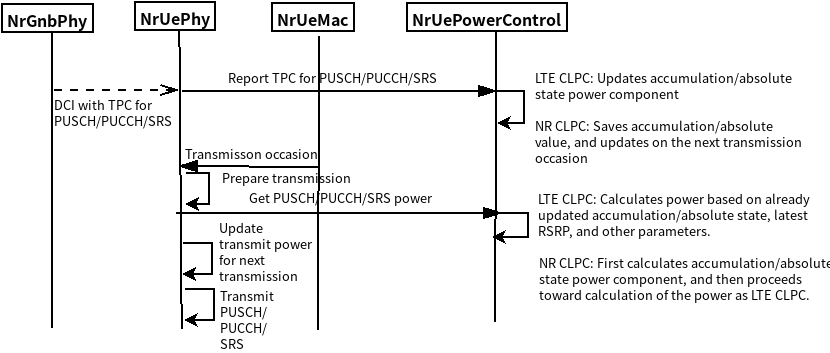 NrGnbPhy
NrUePhy
NrUeMac
NrUePowerControl
Report TPC for PUSCH/PUCCH/SRS
LTE CLPC: Updates accumulation/absolute
state power component
DCI with TPC for
PUSCH/PUCCH/SRS
NR CLPC: Saves accumulation/absolute
value, and updates on the next transmission
occasion
Transmisson occasion
Prepare transmission
Get PUSCH/PUCCH/SRS power
LTE CLPC: Calculates power based on already
updated accumulation/absolute state, latest
RSRP, and other parameters.
Update
transmit power
for next
transmission
NR CLPC: First calculates accumulation/absolute
state power component, and then proceeds
toward calculation of the power as LTE CLPC.
Transmit
PUSCH/
PUCCH/
SRS